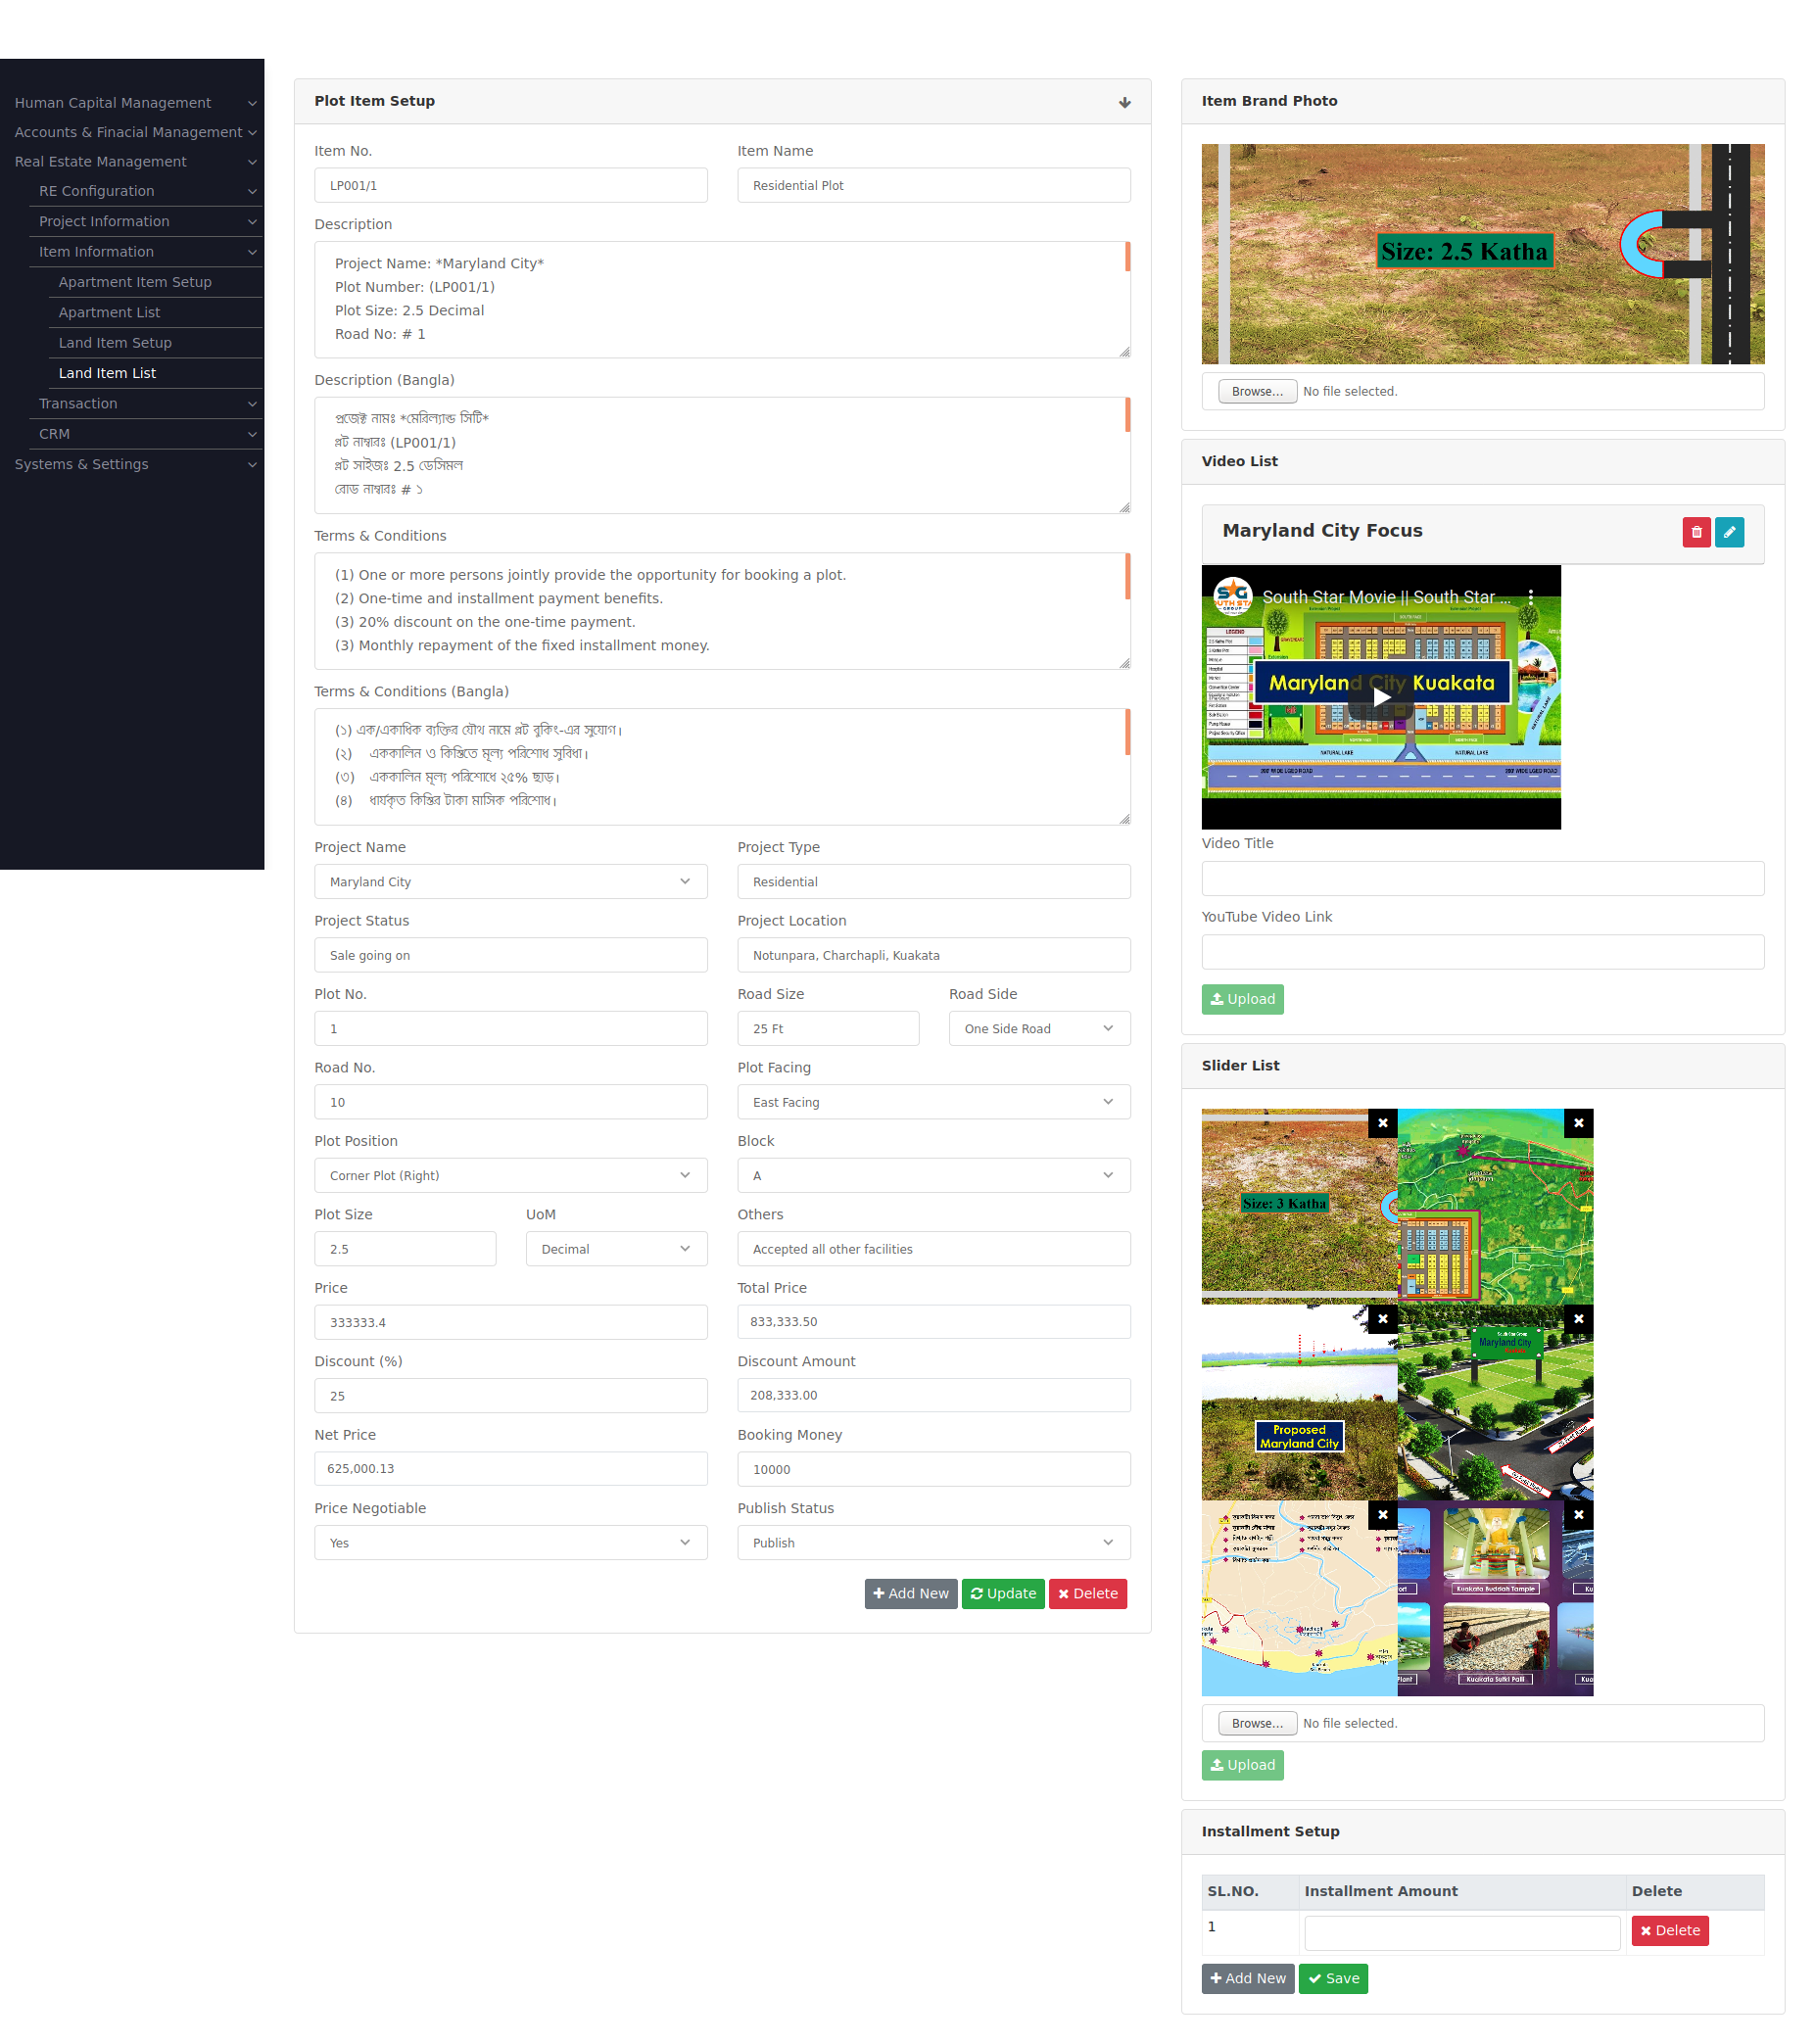 Human Capital Management
Accounts & Finacial Management
Real Estate Management
RE Configuration
Project Information
Item Information
Apartment Item Setup
Apartment List
Land Item Setup
Land Item List
Transaction
CRM
Systems & Settings
Plot Item Setup
Item No.
Item Name
LP001/1
Residential Plot
Description
Project Name: *Maryland City*
Plot Number: (LP001/1)
Plot Size: 2.5 Decimal
Road No: # 1
Description (Bangla)
প্রজেক্ট নামঃ *মেরিল্যান্ড সিটি*
প্লট নাম্বারঃ (LP001/1)
প্লট সাইজঃ 2.5 ডেসিমল
রোড নাম্বারঃ # ১
Terms & Conditions
(1) One or more persons jointly provide the opportunity for booking a plot.
(2) One-time and installment payment benefits.
(3) 20% discount on the one-time payment.
(3) Monthly repayment of the fixed installment money.
Terms & Conditions (Bangla)
(১) এক/একাধিক ব্যক্তির যৌথ নামে প্লট বুকিং-এর সুযোগ।
(২) এককালিন ও কিস্তিতে মূল্য পরিশোধ সুবিধা।
(৩) এককালিন মূল্য পরিশোধে ২৫% ছাড়।
(৪) ধার্যকৃত কিস্তির টাকা মাসিক পরিশোধ।
Project Name
Project Type
Maryland City
Residential
Project Status
Project Location
Sale going on
Notunpara, Charchapli, Kuakata
Plot No.
Road Size
Road Side
1
25 Ft
One Side Road
Road No.
Plot Facing
10
East Facing
Plot Position
Block
Corner Plot (Right)
A
Plot Size
UoM
Others
2.5
Decimal
Accepted all other facilities
Price
Total Price
333333.4
833,333.50
Discount (%)
Discount Amount
25
208,333.00
Net Price
Booking Money
625,000.13
10000
Price Negotiable
Publish Status
Yes
Publish
Add New
Update
Delete
Item Brand Photo
Size: 2.5 Katha
Browse...
No file selected.
Video List
Maryland City Focus
South Star Movie || South Star ...
LEGEND
Maryland City Kuakata
NATURAL LAKE
NATURAL LAKE
Video Title
YouTube Video Link
Upload
Slider List
Size: 3 Katha
Maryland City
Proposed
Maryland City
Kuakata Buddah Tample
Kuakata Sutki Palli
Browse...
No file selected.
Upload
Installment Setup
SL.NO.
Installment Amount
Delete
1
Delete
Add New
Save